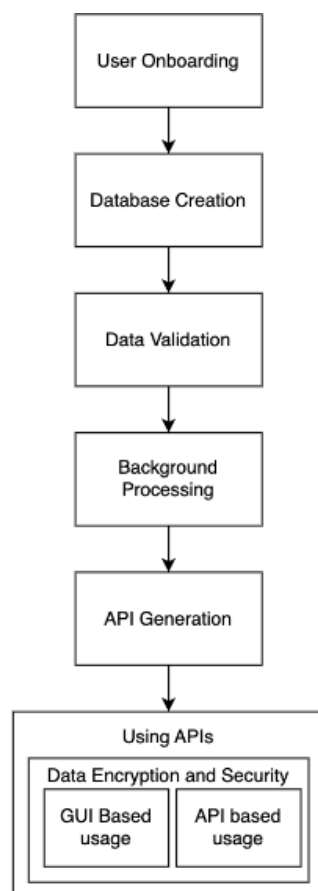 User Onboarding
Database Creation
Data Validation
Background
Processing
API Generation
Using APIs
Data Encryption and Security
GUI Based
usage
API based
usage